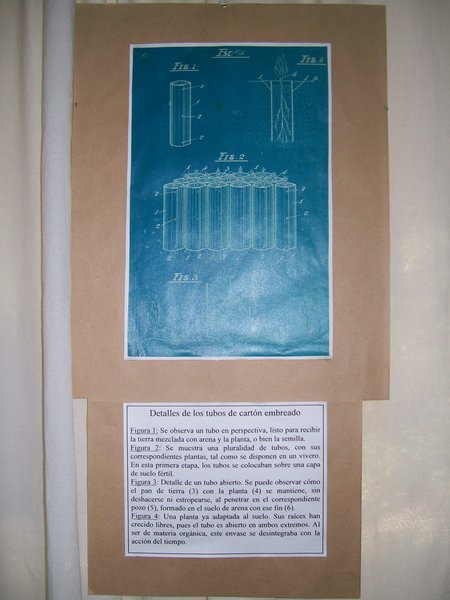 Fig. 1
Fig. 4
Fig. 2
Fig. 3
Detalles de los tubos de cartón embreado
Figura 1: Se observa un tubo en perspectiva, listo para recibir
la tierra mezclada con arena y la planta, o bien la semilla.
Figura 2: Se muestra una pluralidad de tubos, con sus
correspondientes plantas, tal como se disponen en un vivero.
En esta primera etapa, los tubos se colocaban sobre una capa
de suelo fértil.
Figura 3: Detalle de un tubo abierto. Se puede observar cómo
el pan de tierra (3) con la planta (4) se mantiene, sin
deshacerse ni estropearse, al penetrar en el correspondiente
pozo (5), formado en el suelo de arena con ese fin (6).
Figura 4: Una planta ya adaptada al suelo. Sus raíces han
crecido libres, pues el tubo es abierto en ambos extremos. Al
ser de materia orgánica, este envase se desintegraba con la
acción del tiempo.